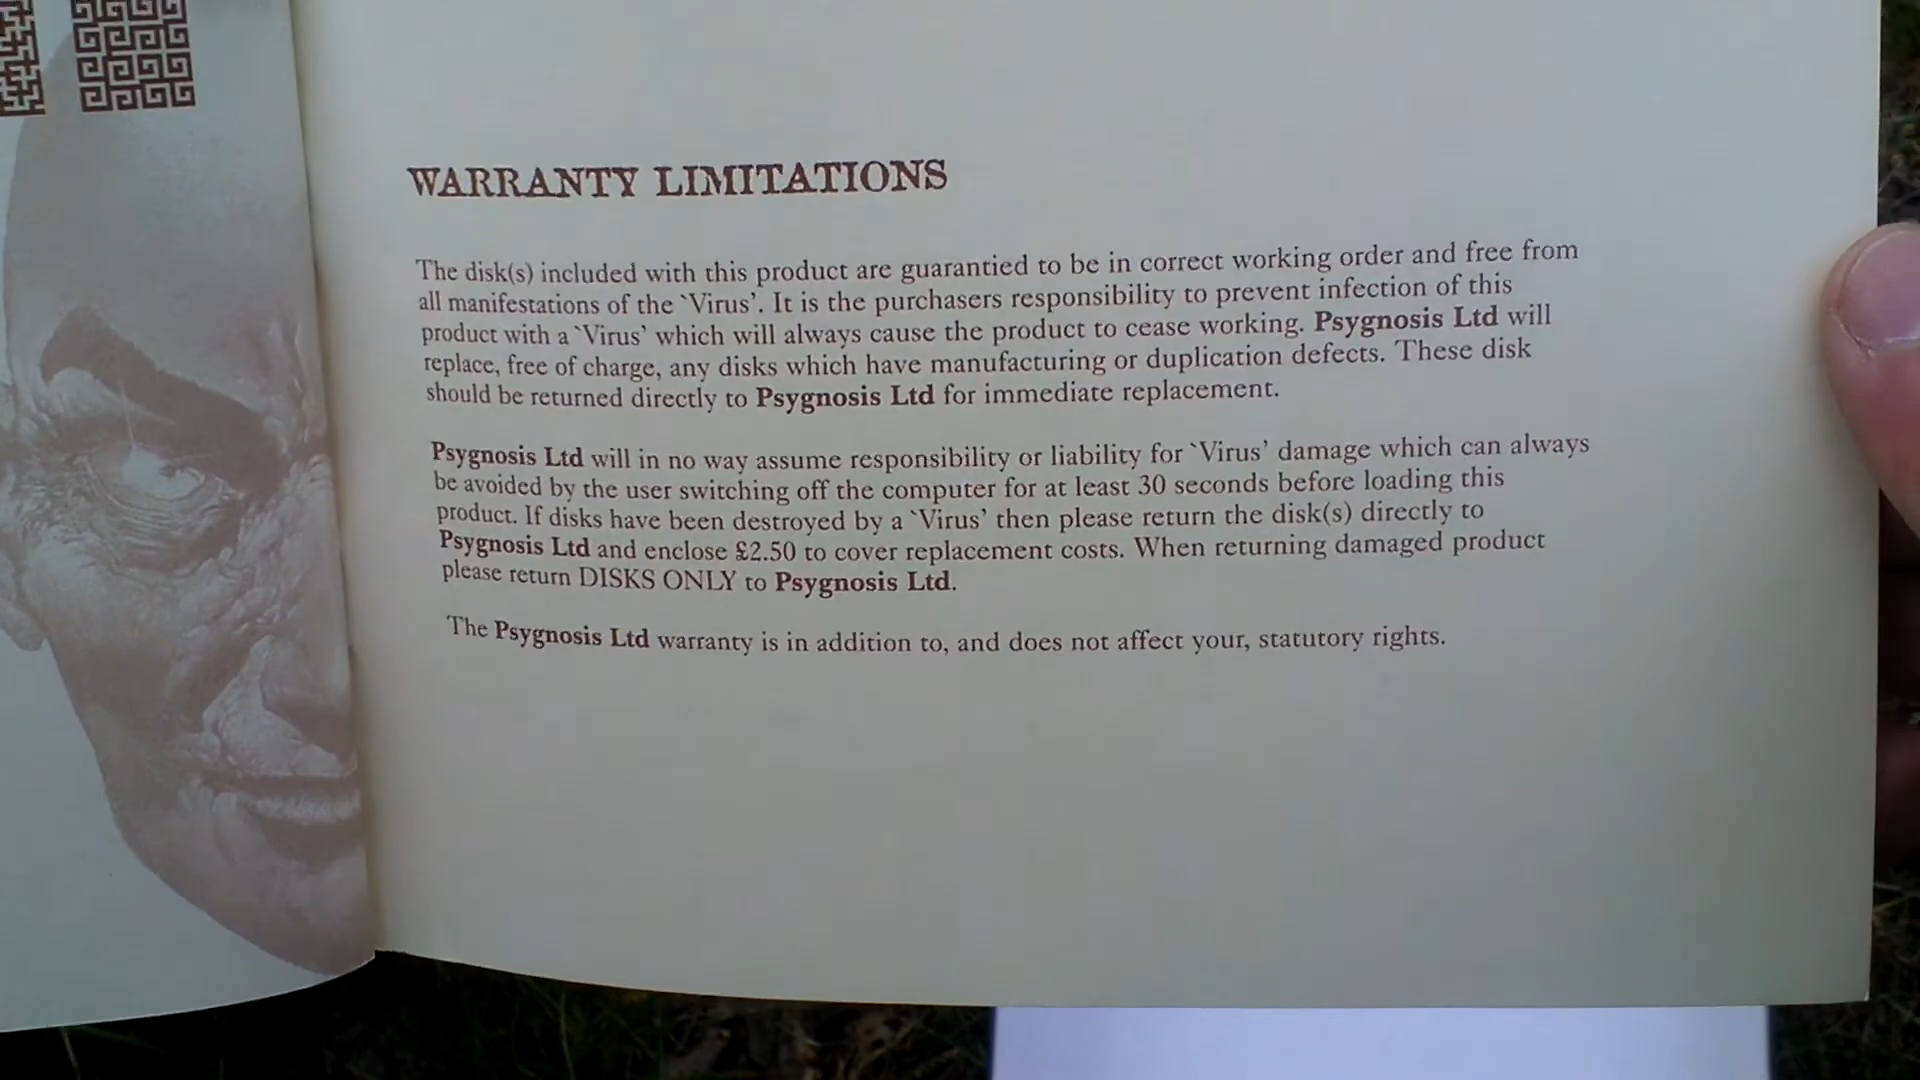 WARRANTY LIMITATIONS
The disk(s) included with this product are guarantied to be in correct working order and free from
all manifestations of the `Virus'. It is the purchasers responsibility to prevent infection of this
product with a `Virus' which will always cause the product to cease working. Psygnosis Ltd will
replace, free of charge, any disks which have manufacturing or duplication defects. These disk
should be returned directly to Psygnosis Ltd for immediate replacement.
Psygnosis Ltd will in no way assume responsibility or liability for `Virus' damage which can always
be avoided by the user switching off the computer for at least 30 seconds before loading this
product. If disks have been destroyed by a `Virus' then please return the disk(s) directly to
Psygnosis Ltd and enclose £2.50 to cover replacement costs. When returning damaged product
please return DISKS ONLY to Psygnosis Ltd.
The Psygnosis Ltd warranty is in addition to, and does not affect your, statutory rights.